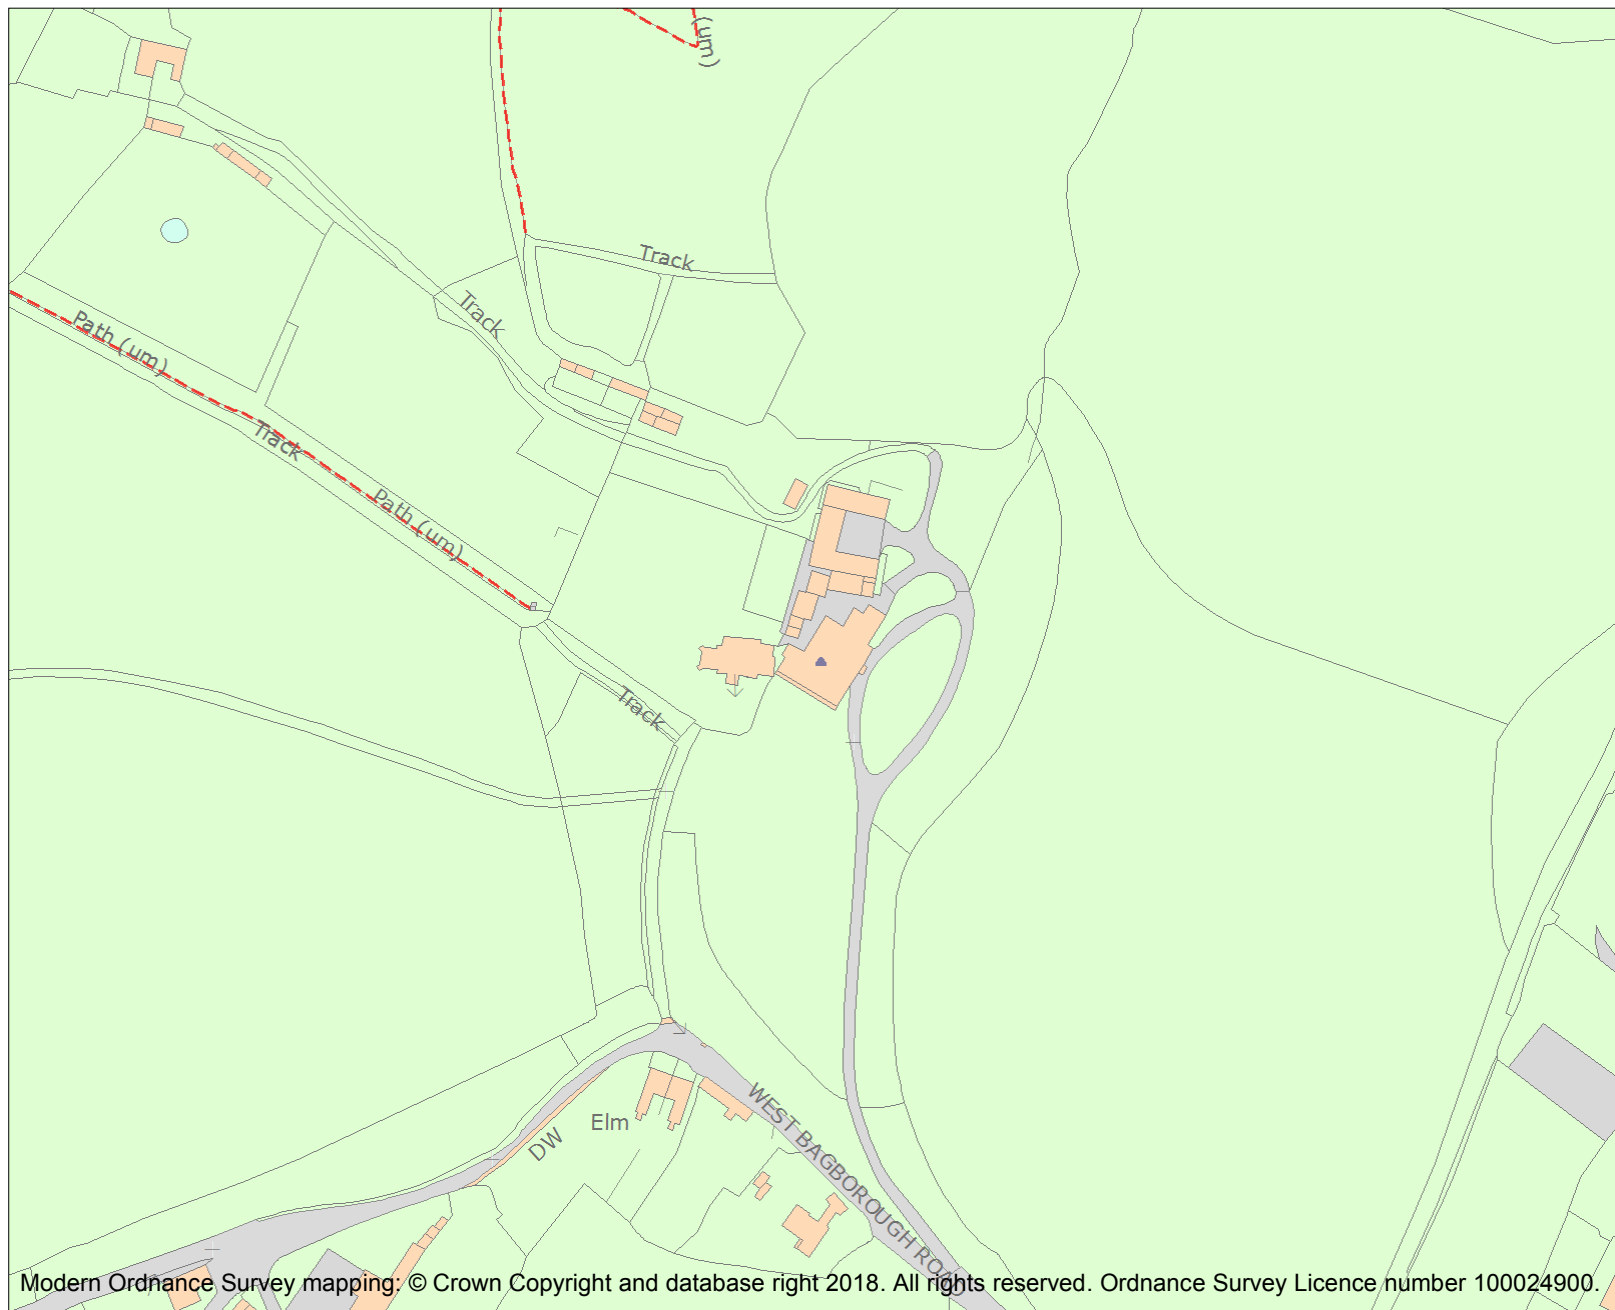 (um)
Track
Track
Path (um)
Track
Path (um)
Track
WEST BAGBOROUGH ROAD
Elm
DW
Modern Ordnance Survey mapping: © Crown Copyright and database right 2018. All rights reserved. Ordnance Survey Licence number 100024900.